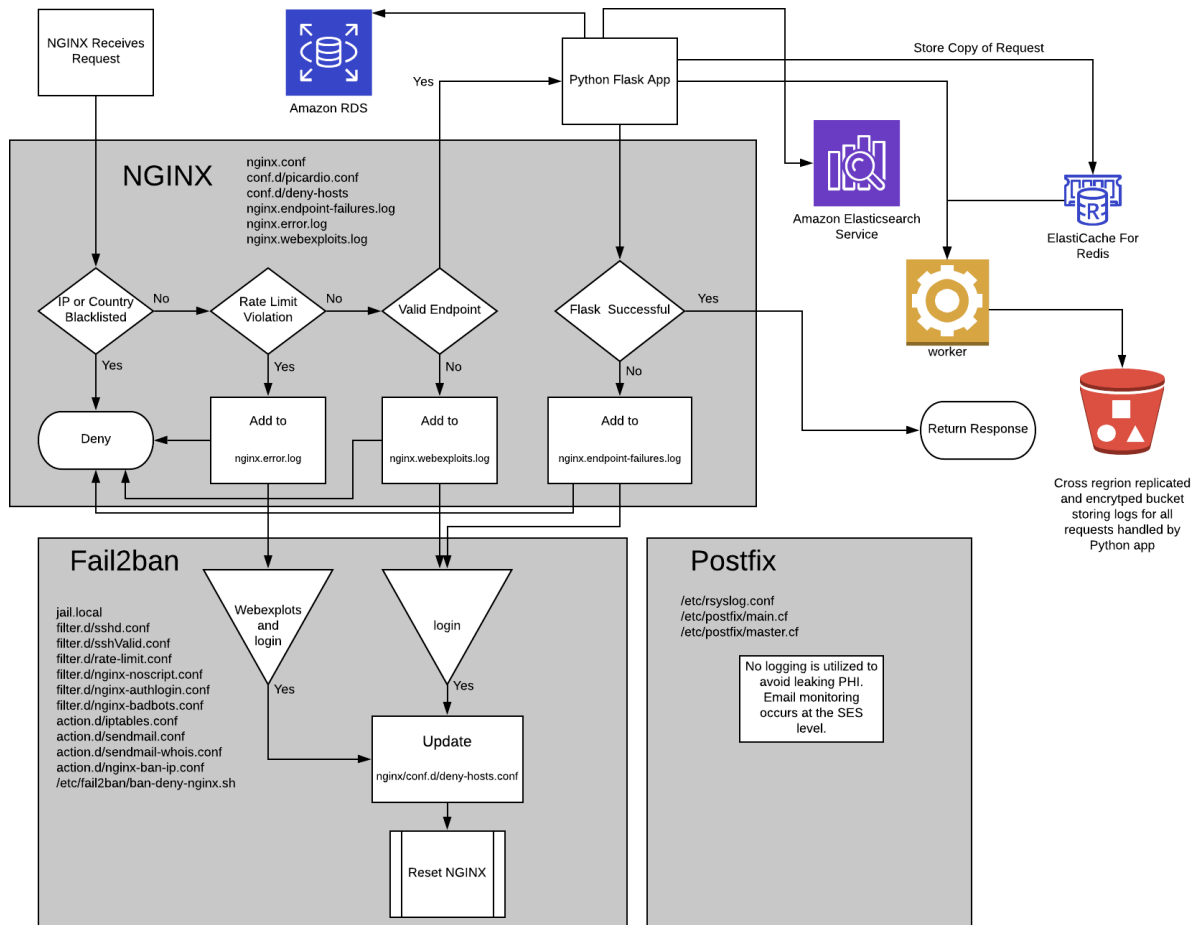 NGINX Receives
Request
Amazon RDS
Yes
Python Flask App
Store Copy of Request
NGINX
nginx.conf
conf.d/picardio.conf
conf.d/deny-hosts
nginx.endpoint-failures.log
nginx.error.log
nginx.webexploits.log
Amazon Elasticsearch
Service
R
ElastiCache For
Redis
IP or Country
Blacklisted
No
Rate Limit
Violation
No
Valid Endpoint
Flask Successful
Yes
worker
Yes
Yes
No
No
Deny
Add to
nginx.error.log
Add to
nginx.webexploits.log
Add to
nginx.endpoint-failures.log
Return Response
Cross regrion replicated
and encrytped bucket
storing logs for all
requests handled by
Python app
Fail2ban
jail.local
filter.d/sshd.conf
filter.d/sshValid.conf
filter.d/rate-limit.conf
filter.d/nginx-noscript.conf
filter.d/nginx-authlogin.conf
filter.d/nginx-badbots.conf
action.d/iptables.conf
action.d/sendmail.conf
action.d/sendmail-whois.conf
action.d/nginx-ban-ip.conf
/etc/fail2ban/ban-deny-nginx.sh
Webexplots
and
login
login
Yes
Yes
Update
nginx/conf.d/deny-hosts.conf
Reset NGINX
Postfix
/etc/rsyslog.conf
/etc/postfix/main.cf
/etc/postfix/master.cf
No logging is utilized to
avoid leaking PHI.
Email monitoring
occurs at the SES
level.